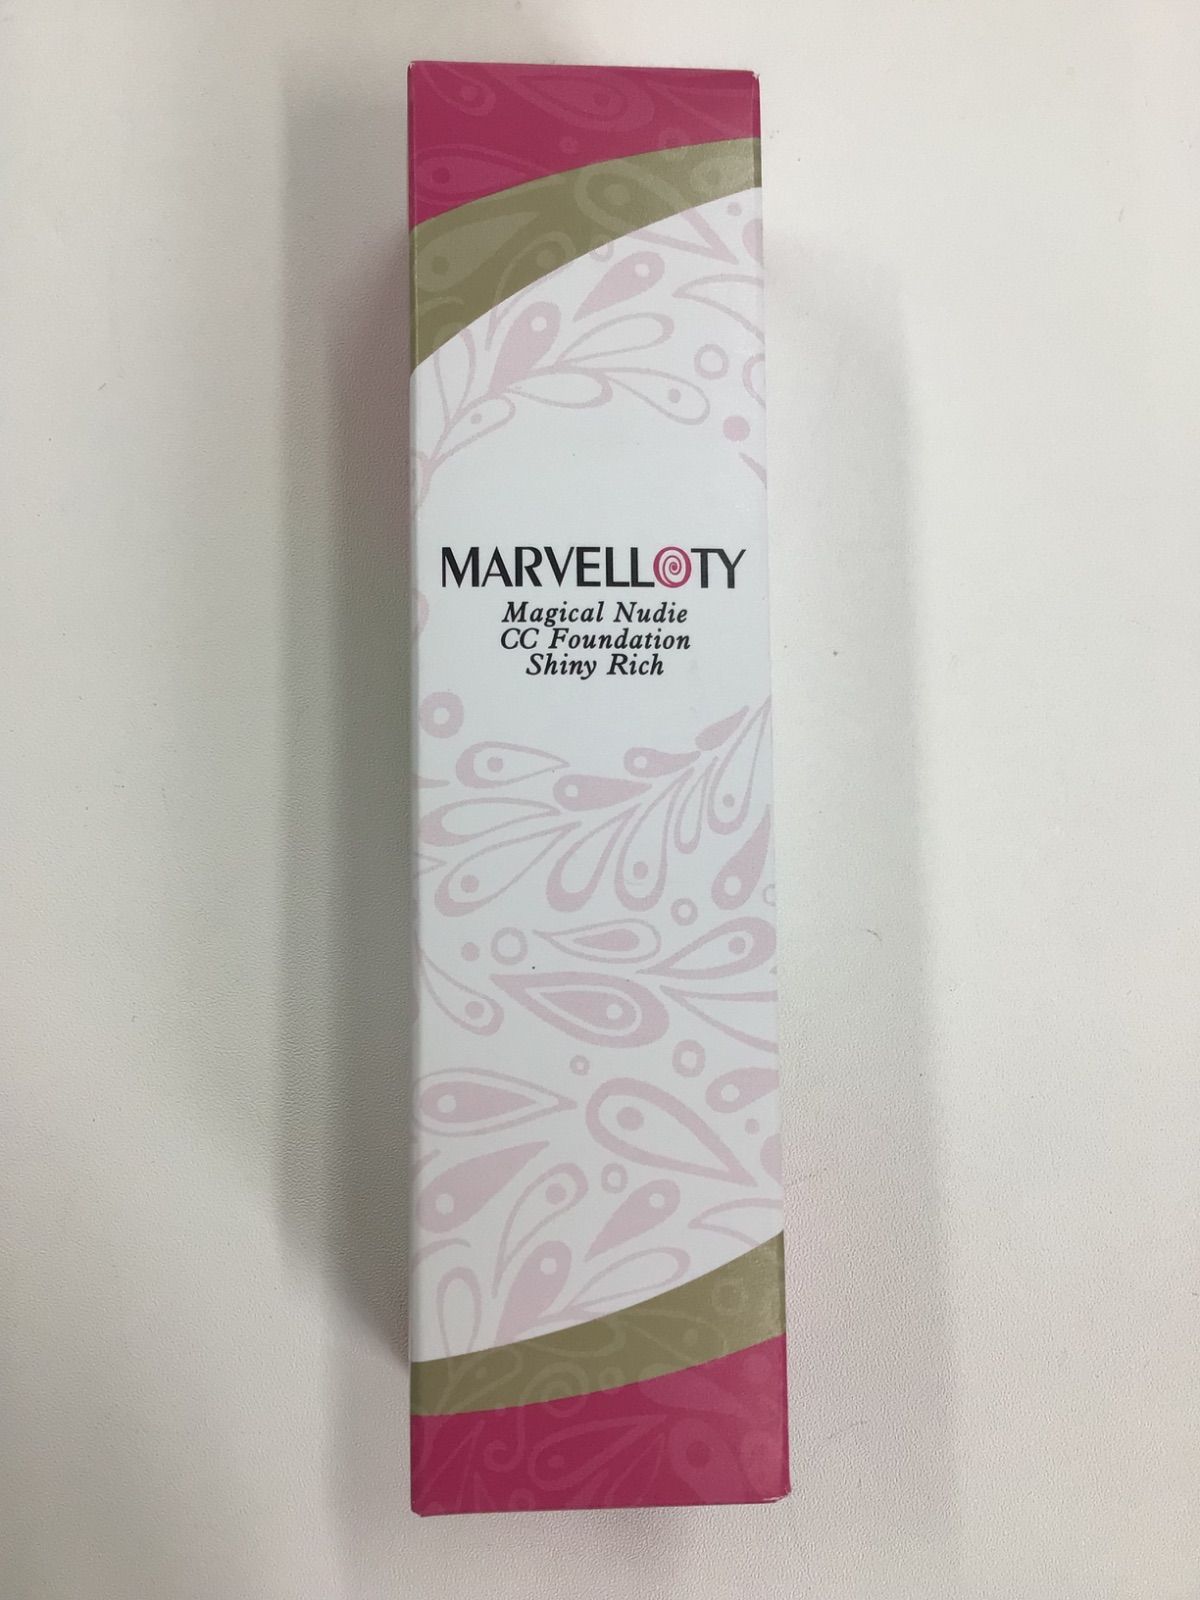 MARVELLOTY
Magical Nudie
CC Foundation
Shiny Rich